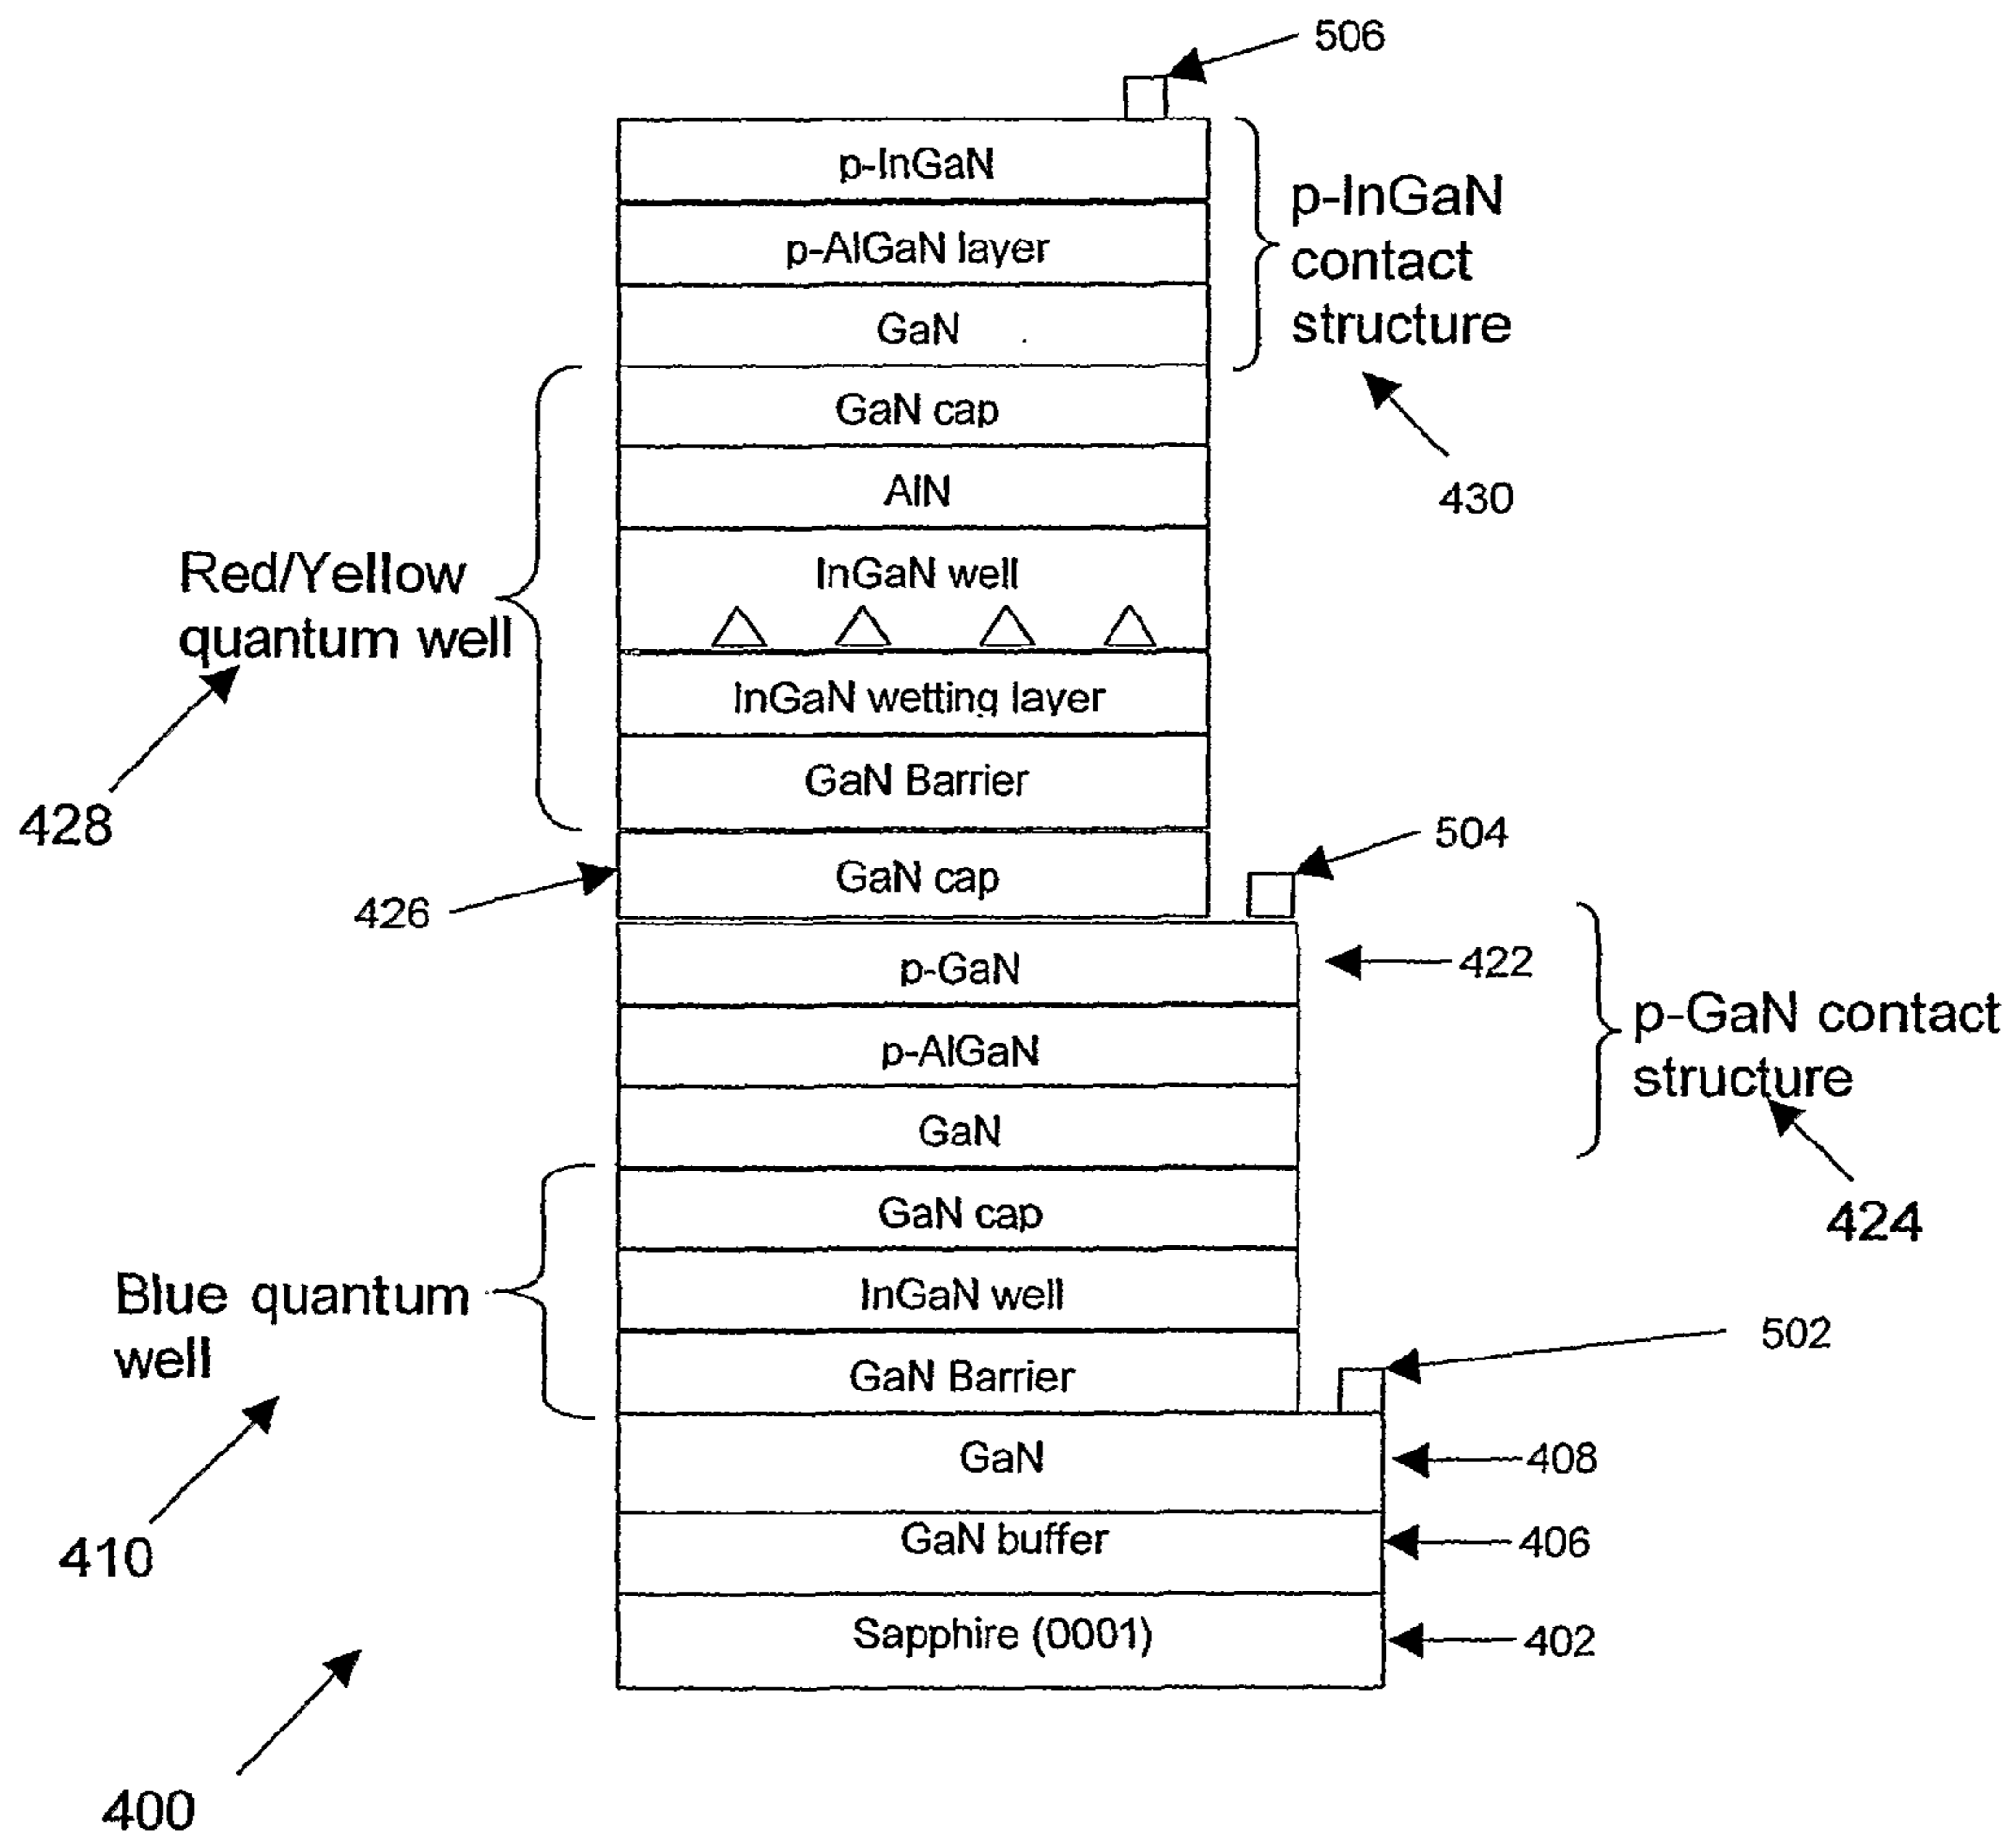 506
p-InGaN
p-AlGaN layer
GaN
p-InGaN
contact
structure
430
GaN cap
AlN
InGaN well
Red/Yellow
quantum well
428
InGaN wetting layer
GaN Barrier
504
GaN cap
426
p-GaN
422
p-AlGaN
p-GaN contact
structure
424
GaN
GaN cap
InGaN well
Blue quantum
well
410
502
GaN Barrier
GaN
408
GaN buffer
406
Sapphire (0001)
402
400